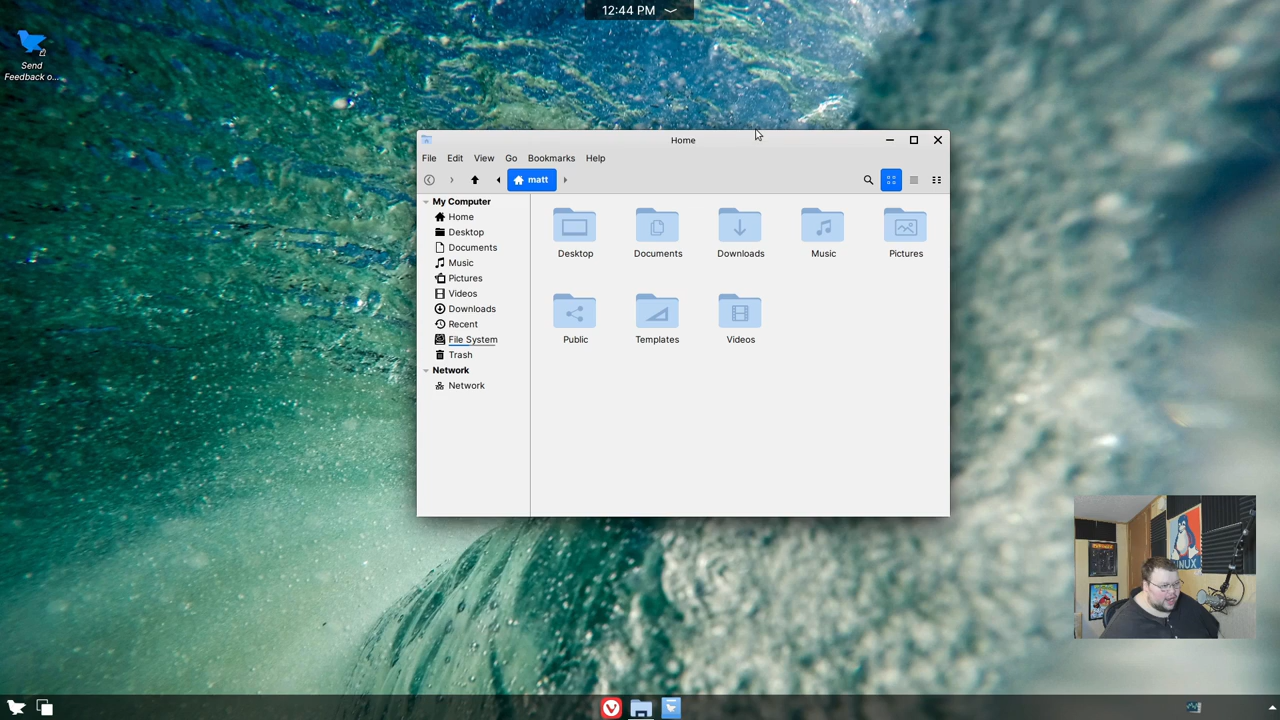 12:44 PM
Send
Feedback o...
Home
File Edit View Go Bookmarks Help
matt
My Computer
Home
Desktop
Documents
Music
Pictures
Videos
Downloads
Recent
File System
Trash
Network
Network
Desktop Documents Downloads Music Pictures
Public Templates Videos
LINUX